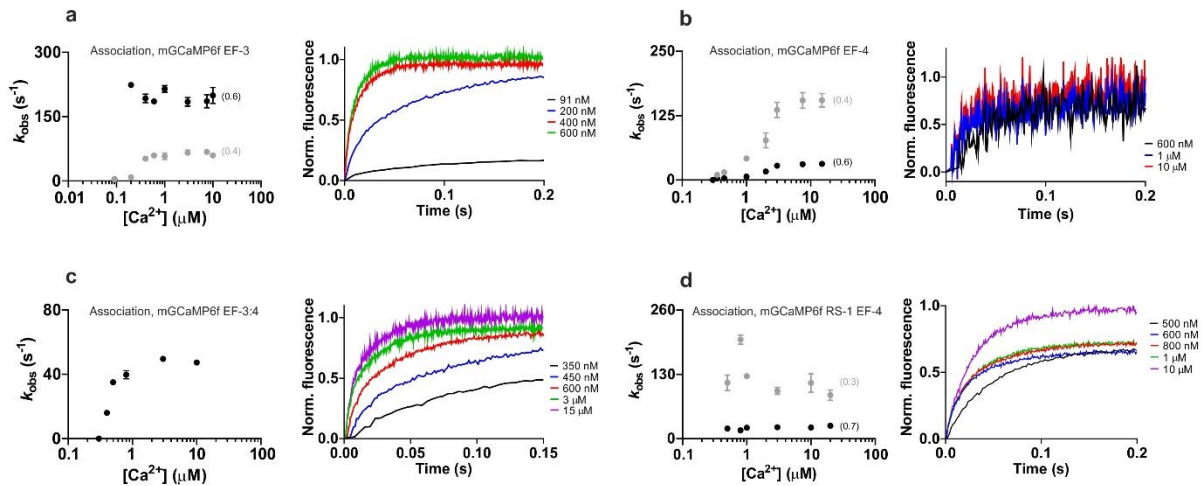 a
Association, mGCaMP6f EF-3
kobs (s-1)
300
150
0
0.01 0.1 1 10 100
[Ca2+] (μM)
(0.6)
(0.4)
Norm. fluorescence
1.0
0.5
0.0
0.0 0.1 0.2
Time (s)
91 nM
200 nM
400 nM
600 nM
b
Association, mGCaMP6f EF-4
kobs (s-1)
250
125
0
0.1 1 10 100
[Ca2+] (μM)
(0.4)
(0.6)
Norm. fluorescence
1.0
0.5
0.0
0.0 0.1 0.2
Time (s)
600 nM
1 μM
10 μM
c
Association, mGCaMP6f EF-3:4
kobs (s-1)
80
40
0
0.1 1 10 100
[Ca2+] (μM)
Norm. fluorescence
1.0
0.5
0.0
0.00 0.05 0.10 0.15
Time (s)
350 nM
450 nM
600 nM
3 μM
15 μM
d
Association, mGCaMP6f RS-1 EF-4
kobs (s-1)
260
130
0
0.1 1 10 100
[Ca2+] (μM)
(0.3)
(0.7)
Norm. fluorescence
1.0
0.5
0.0
0.0 0.1 0.2
Time (s)
500 nM
600 nM
800 nM
1 μM
10 μM